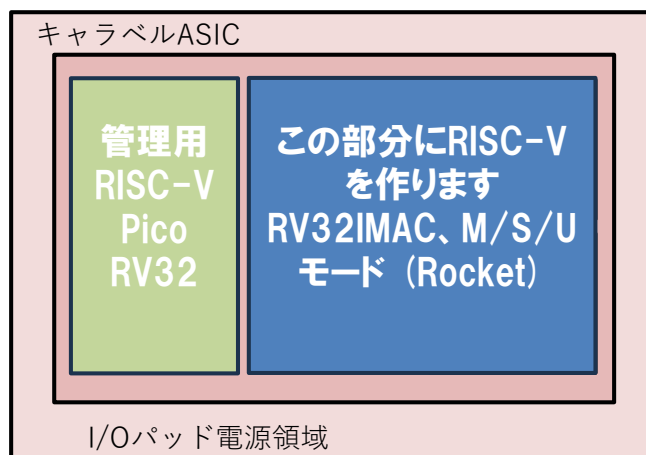 キャラベルASIC
管理用
RISC-V
Pico
RV32
この部分にRISC-V
を作ります
RV32IMAC、M/S/U
モード (Rocket)
I/Oパッド電源領域